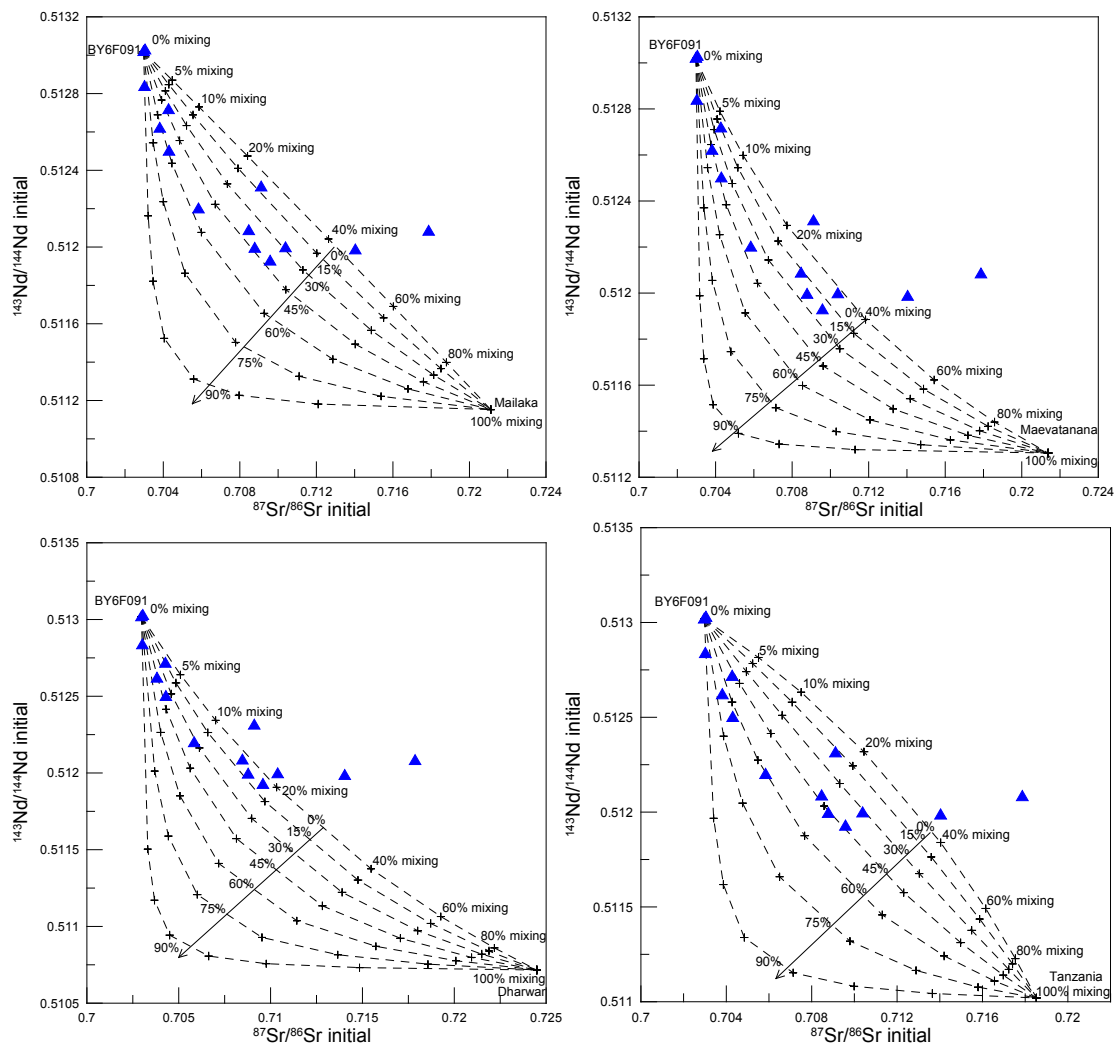 0.5132
0.5128
0.5124
0.512
0.5116
0.5112
0.5108
¹⁴³Nd/¹⁴⁴Nd initial
BY6F091
0% mixing
5% mixing
10% mixing
20% mixing
40% mixing
0%
15%
30%
45%
60%
75%
90%
60% mixing
80% mixing
Mailaka
100% mixing
0.7 0.704 0.708 0.712 0.716 0.72 0.724
⁸⁷Sr/⁸⁶Sr initial
0.5132
0.5128
0.5124
0.512
0.5116
0.5112
¹⁴³Nd/¹⁴⁴Nd initial
BY6F091
0% mixing
5% mixing
10% mixing
20% mixing
0% 40% mixing
15%
30%
45%
60%
75%
90%
60% mixing
80% mixing
Maevatanana
100% mixing
0.7 0.704 0.708 0.712 0.716 0.72 0.724
⁸⁷Sr/⁸⁶Sr initial
0.5135
0.513
0.5125
0.512
0.5115
0.511
0.5105
¹⁴³Nd/¹⁴⁴Nd initial
BY6F091
0% mixing
5% mixing
10% mixing
20% mixing
0%
15%
30%
45%
60%
75%
90%
40% mixing
60% mixing
80% mixing
100% mixing
Dharwar
0.7 0.705 0.71 0.715 0.72 0.725
⁸⁷Sr/⁸⁶Sr initial
0.5135
0.513
0.5125
0.512
0.5115
0.511
¹⁴³Nd/¹⁴⁴Nd initial
BY6F091
0% mixing
5% mixing
10% mixing
20% mixing
0%
15%
40% mixing
30%
45%
60%
75%
90%
60% mixing
80% mixing
Tanzania
100% mixing
0.7 0.704 0.708 0.712 0.716 0.72
⁸⁷Sr/⁸⁶Sr initial